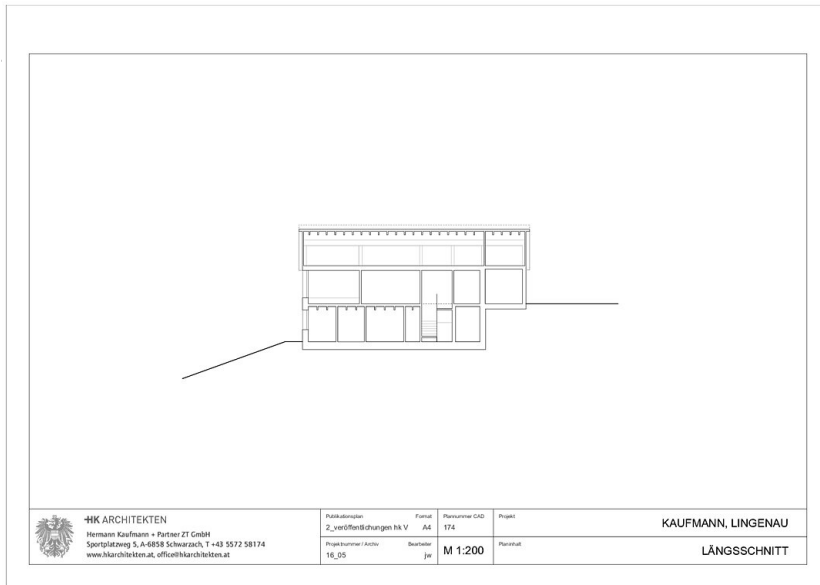 HK ARCHITEKTEN
Hermann Kaufmann + Partner ZT GmbH
Sportplatzweg 5, A-6858 Schwarzach, T +43 5572 58174
www.hkarchitekten.at, office@hkarchitekten.at
Publikationsplan Format
2_veröffentlichungen hk V A4
Projektnummer / Archiv Bearbeiter
16_05 jw
Plannummer CAD
174
M 1:200
Projekt
KAUFMANN, LINGENAU
Planinhalt
LÄNGSSCHNITT